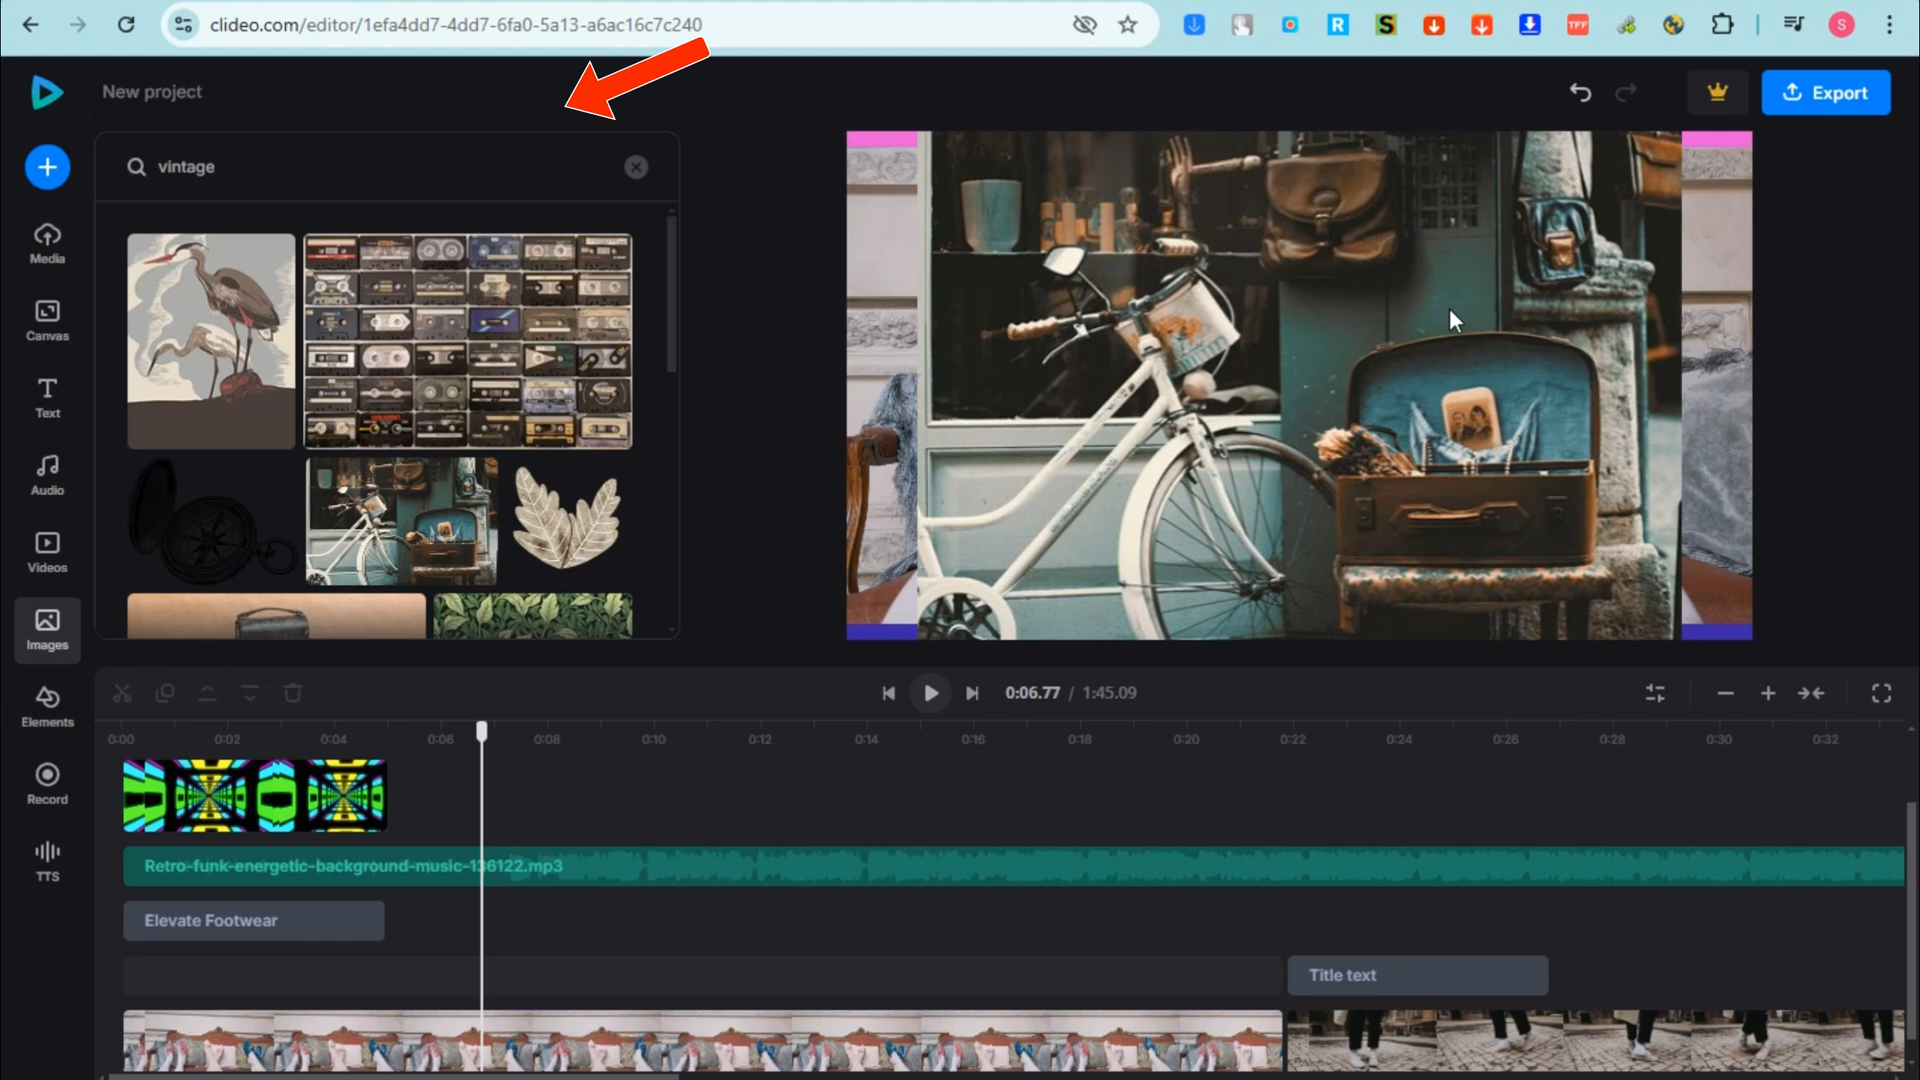 clideo.com/editor/1efa4dd7-4dd7-6fa0-5a13-a6ac16c7c240
R
S
TFF
S
New project
Export
vintage
Media
Canvas
Text
Audio
Videos
Images
Elements
Record
TTS
0:06.77 / 1:45.09
0:00 0:02 0:04 0:06 0:08 0:10 0:12 0:14 0:16 0:18 0:20 0:22 0:24 0:26 0:28 0:30 0:32
Retro-funk-energetic-background-music-136122.mp3
Elevate Footwear
Title text